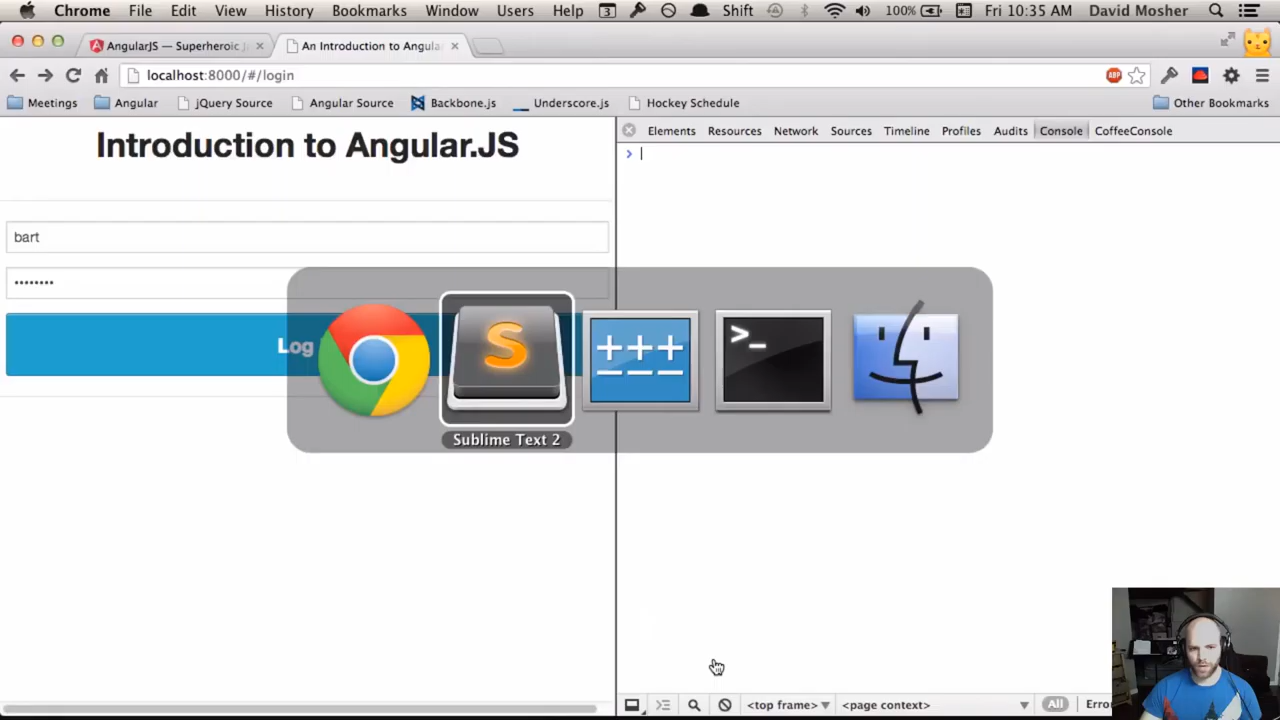 Chrome File Edit View History Bookmarks Window Users Help 3 Shift 100% Fri 10:35 AM David Mosher
AngularJS — Superheroic J
An Introduction to Angula
localhost:8000/#/login
ABP
Meetings Angular jQuery Source Angular Source Backbone.js Underscore.js Hockey Schedule Other Bookmarks
Introduction to Angular.JS
Elements Resources Network Sources Timeline Profiles Audits Console CoffeeConsole
>
bart
••••••••
Log
S
+++
>_
Sublime Text 2
<top frame> <page context> All Erro